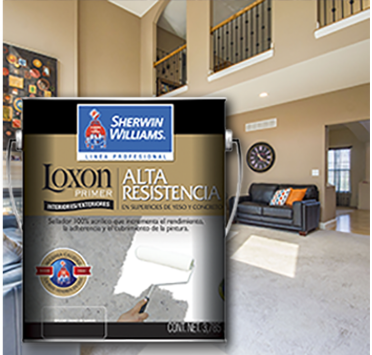 SHERWIN
WILLIAMS.
LINEA PROFESIONAL
LOXON
PRIMER
INTERIORES/EXTERIORES
ALTA
RESISTENCIA
EN SUPERFICIES DE YESO Y CONCRETO
Sellador 100% acrílico que incrementa el rendimiento,
la adherencia y el cubrimiento de la pintura.
CONT. NET. 3,785